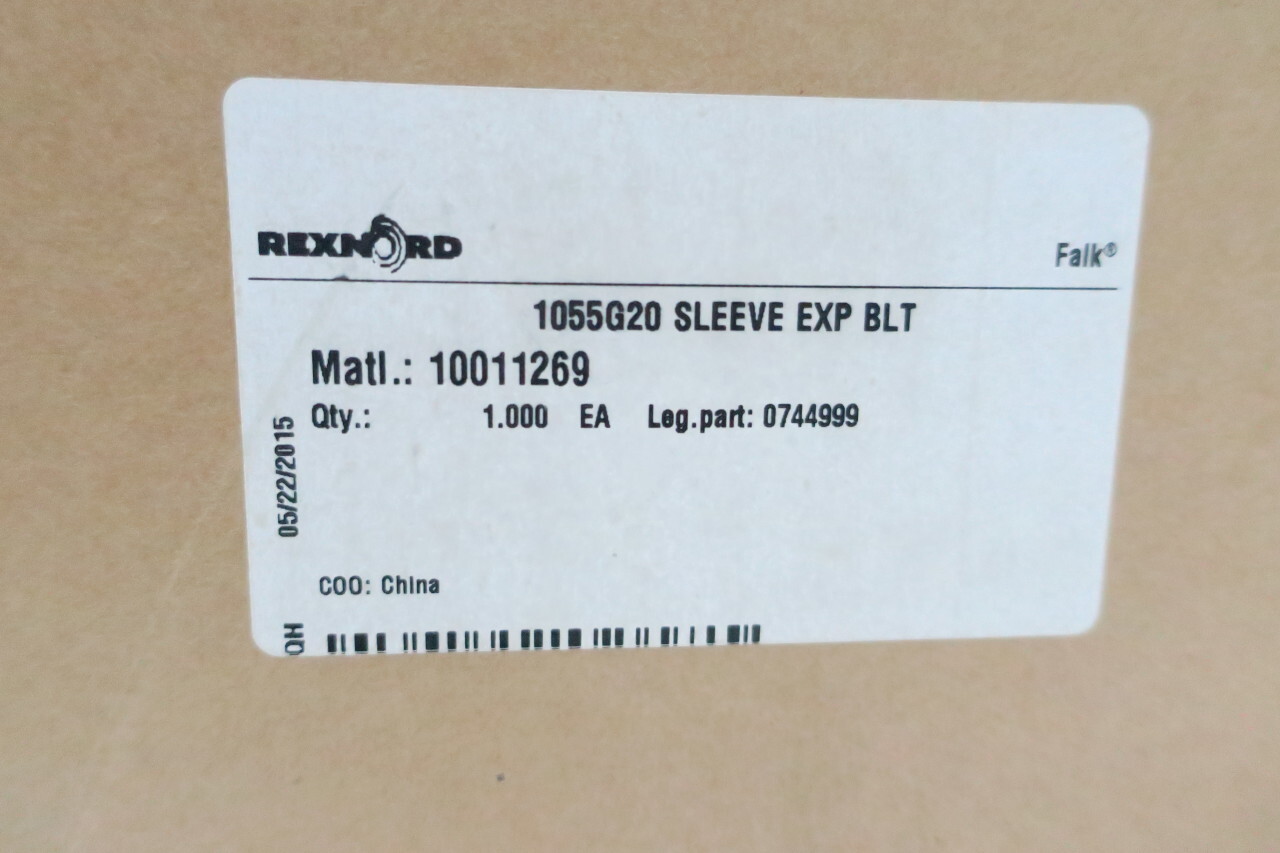 REXNORD
Falk®
1055G20 SLEEVE EXP BLT
Matl.: 10011269
Qty.: 1.000 EA Leg.part: 0744999
05/22/2015
COO: China
QH